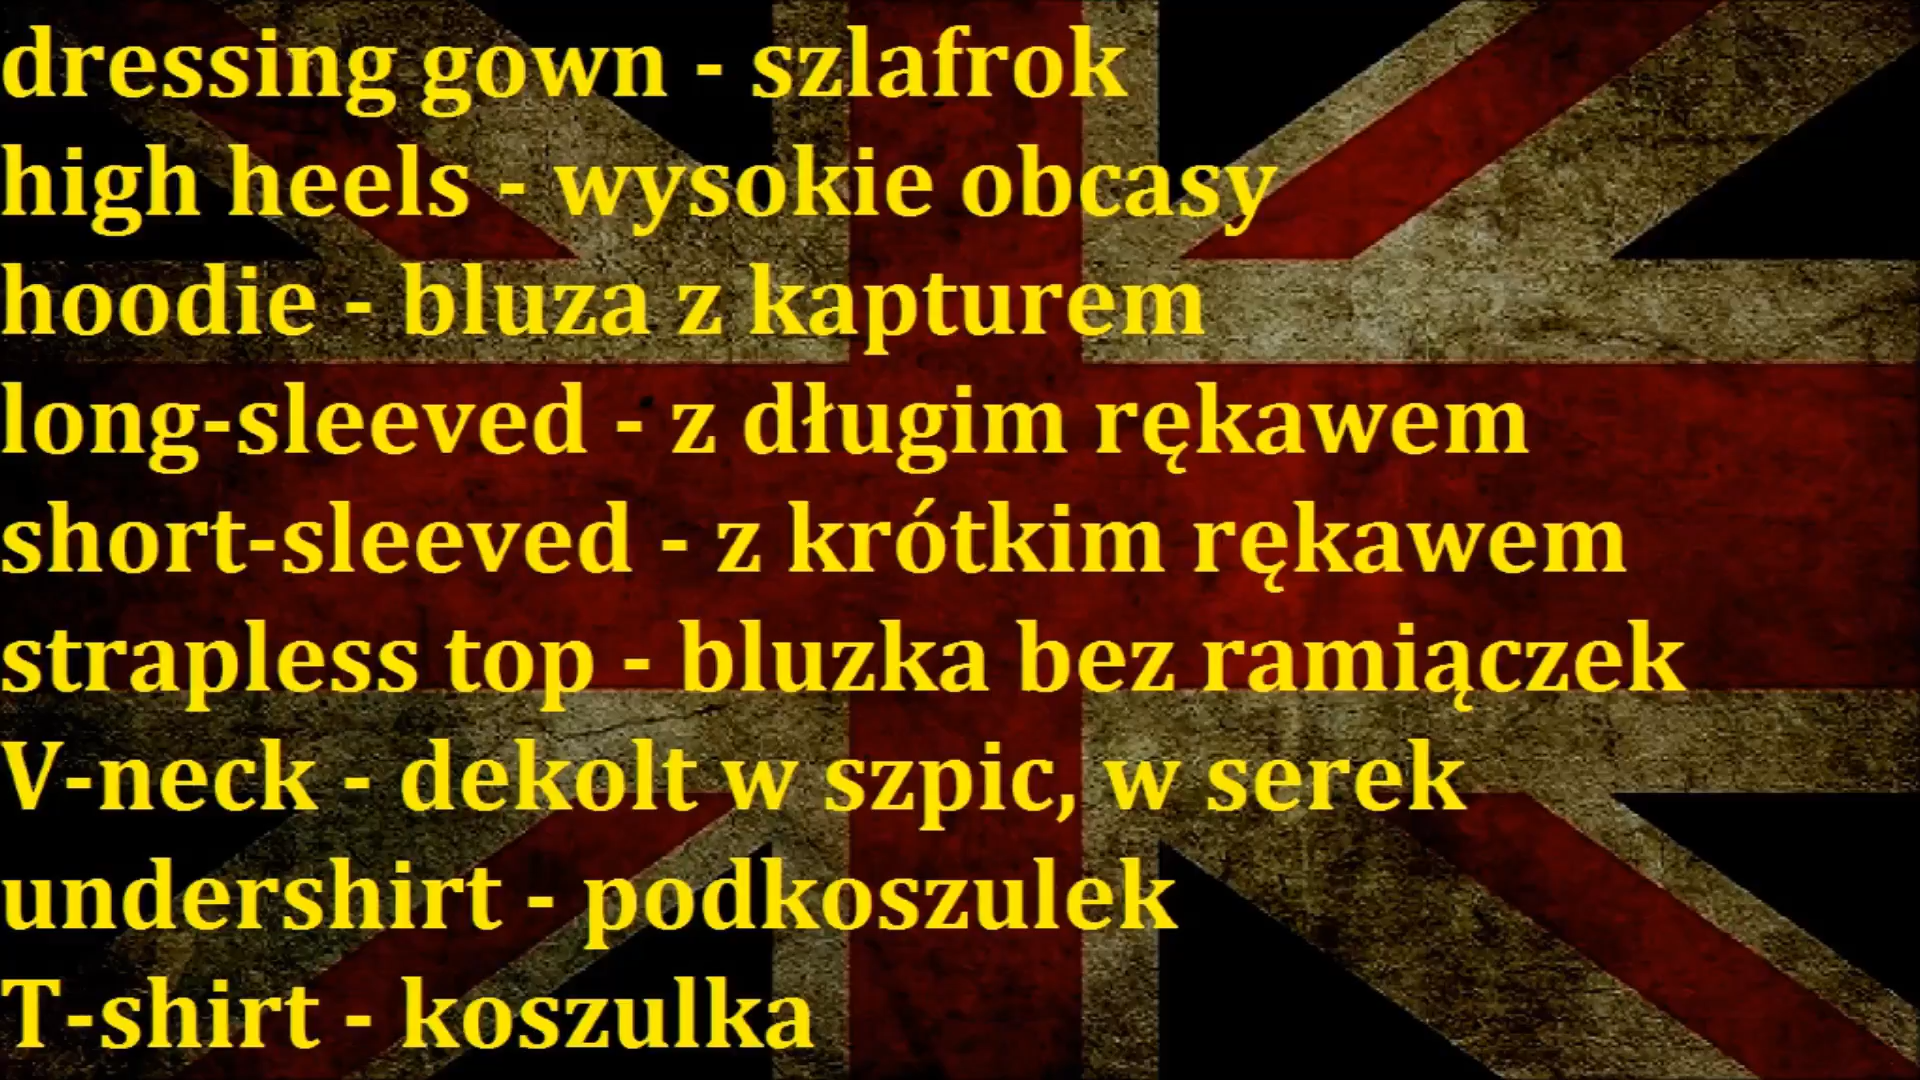 dressing gown - szlafrok
high heels - wysokie obcasy
hoodie - bluza z kapturem
long-sleeved - z długim rękawem
short-sleeved - z krótkim rękawem
strapless top - bluzka bez ramiączek
V-neck - dekolt w szpic, w serek
undershirt - podkoszulek
T-shirt - koszulka